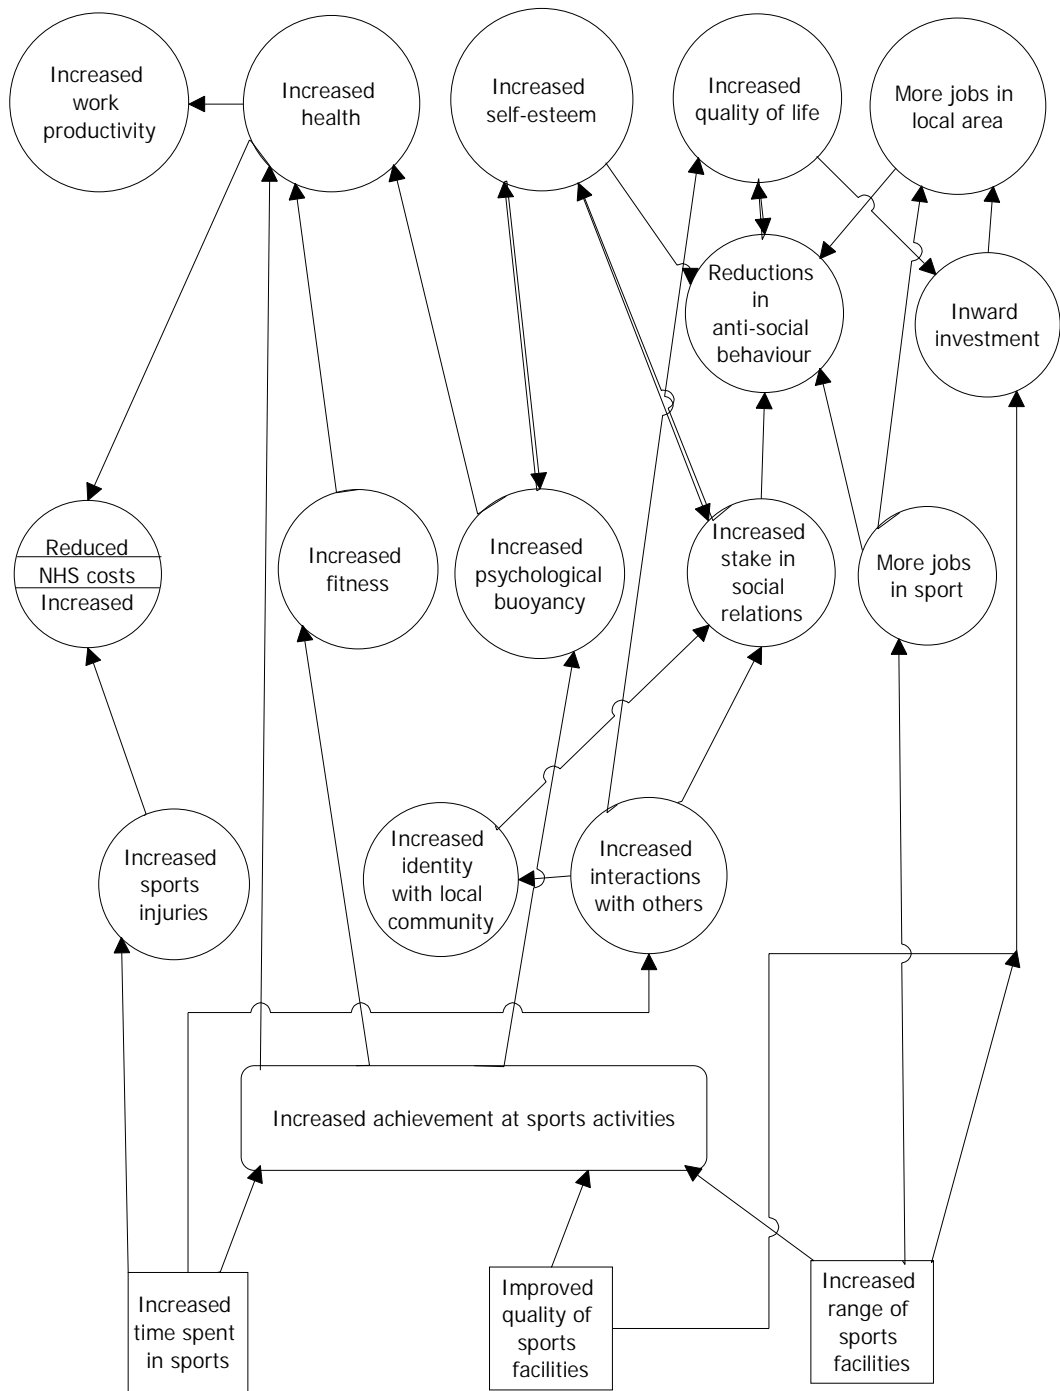 Increased
work
productivity
Increased
health
Increased
self-esteem
Increased
quality of life
More jobs in
local area
Reductions
in
anti-social
behaviour
Inward
investment
Reduced
NHS costs
Increased
Increased
fitness
Increased
psychological
buoyancy
Increased
stake in
social
relations
More jobs
in sport
Increased
sports
injuries
Increased
identity
with local
community
Increased
interactions
with others
Increased achievement at sports activities
Increased
time spent
in sports
Improved
quality of
sports
facilities
Increased
range of
sports
facilities